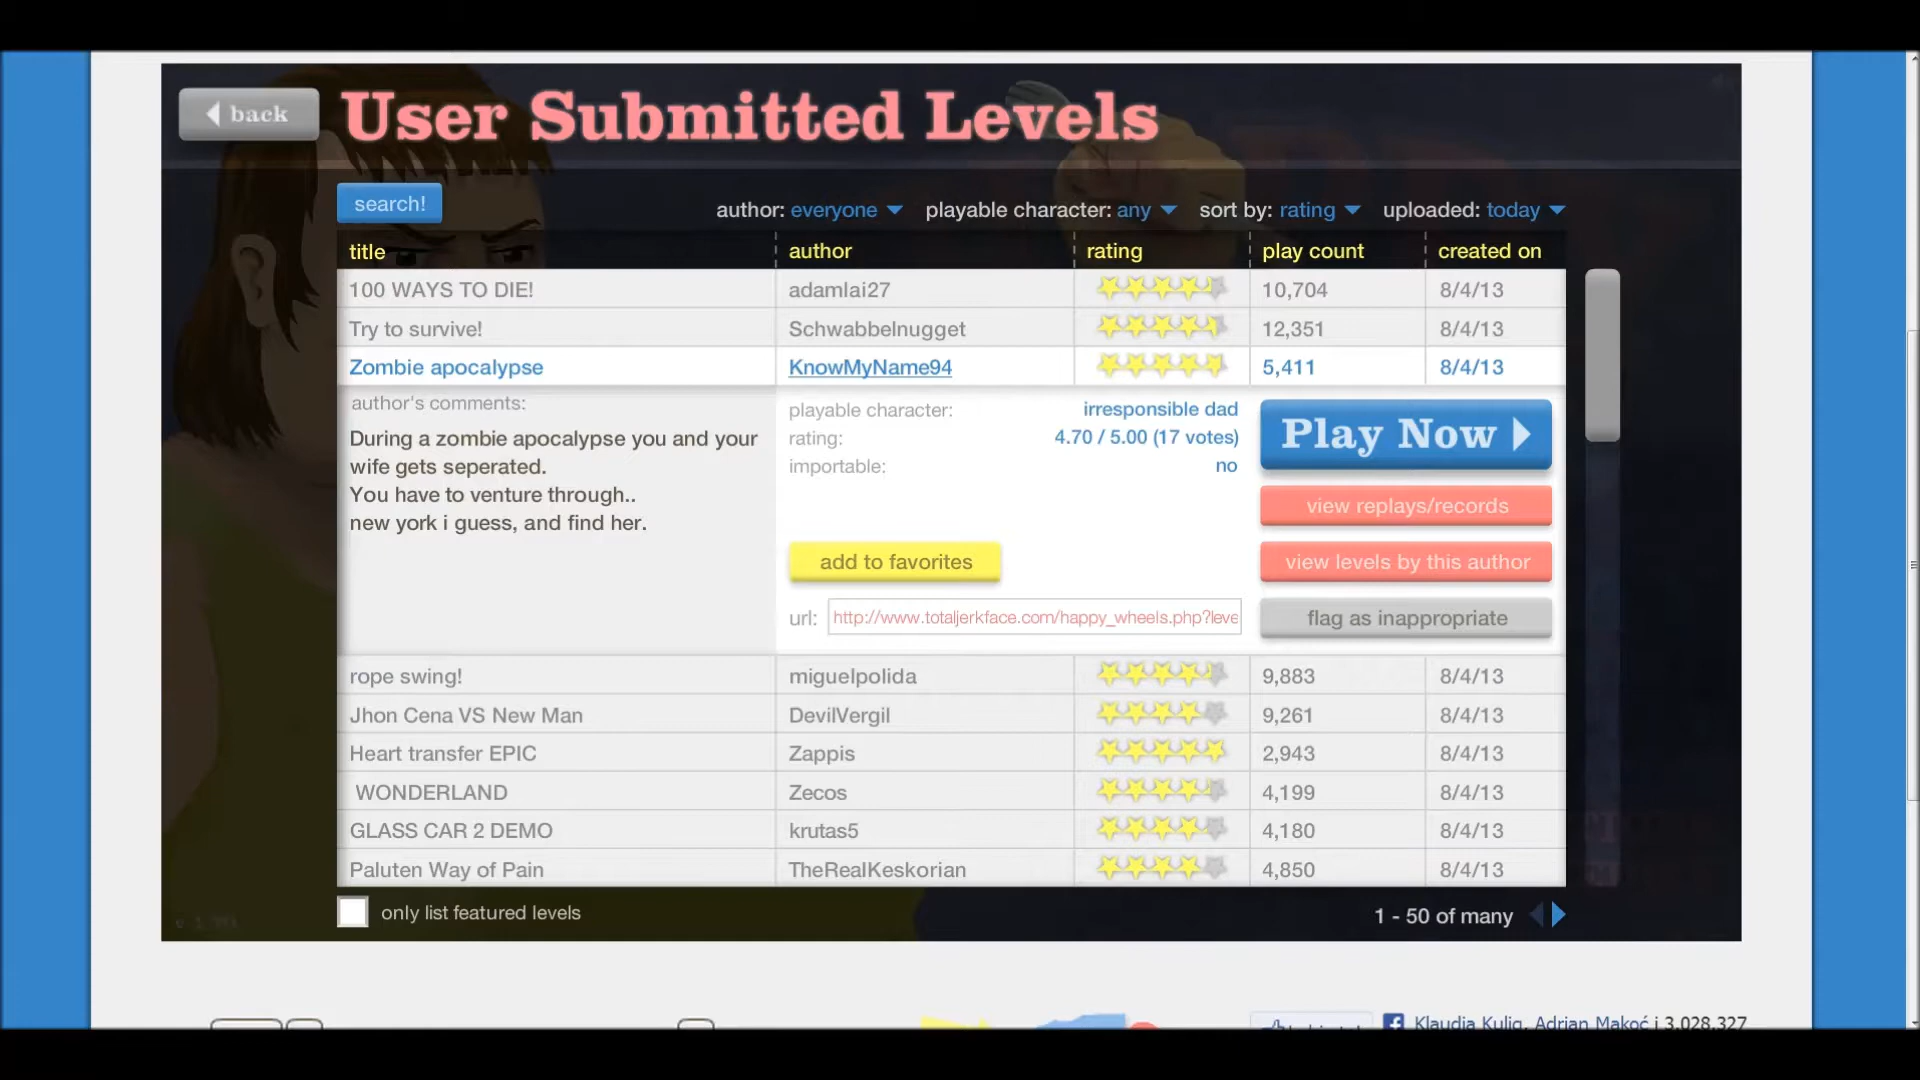 back
User Submitted Levels
search!
author: everyone playable character: any sort by: rating uploaded: today
title author rating play count created on
100 WAYS TO DIE! adamlai27 10,704 8/4/13
Try to survive! Schwabbelnugget 12,351 8/4/13
Zombie apocalypse KnowMyName94 5,411 8/4/13
author's comments:
During a zombie apocalypse you and your
wife gets seperated.
You have to venture through..
new york i guess, and find her.
playable character: irresponsible dad
rating: 4.70 / 5.00 (17 votes)
importable: no
add to favorites
url: http://www.totaljerkface.com/happy_wheels.php?leve
Play Now
view replays/records
view levels by this author
flag as inappropriate
rope swing! miguelpolida 9,883 8/4/13
Jhon Cena VS New Man DevilVergil 9,261 8/4/13
Heart transfer EPIC Zappis 2,943 8/4/13
WONDERLAND Zecos 4,199 8/4/13
GLASS CAR 2 DEMO krutas5 4,180 8/4/13
Paluten Way of Pain TheRealKeskorian 4,850 8/4/13
only list featured levels
1 - 50 of many
Klaudia Kulig, Adrian Makoć i 3.028.327